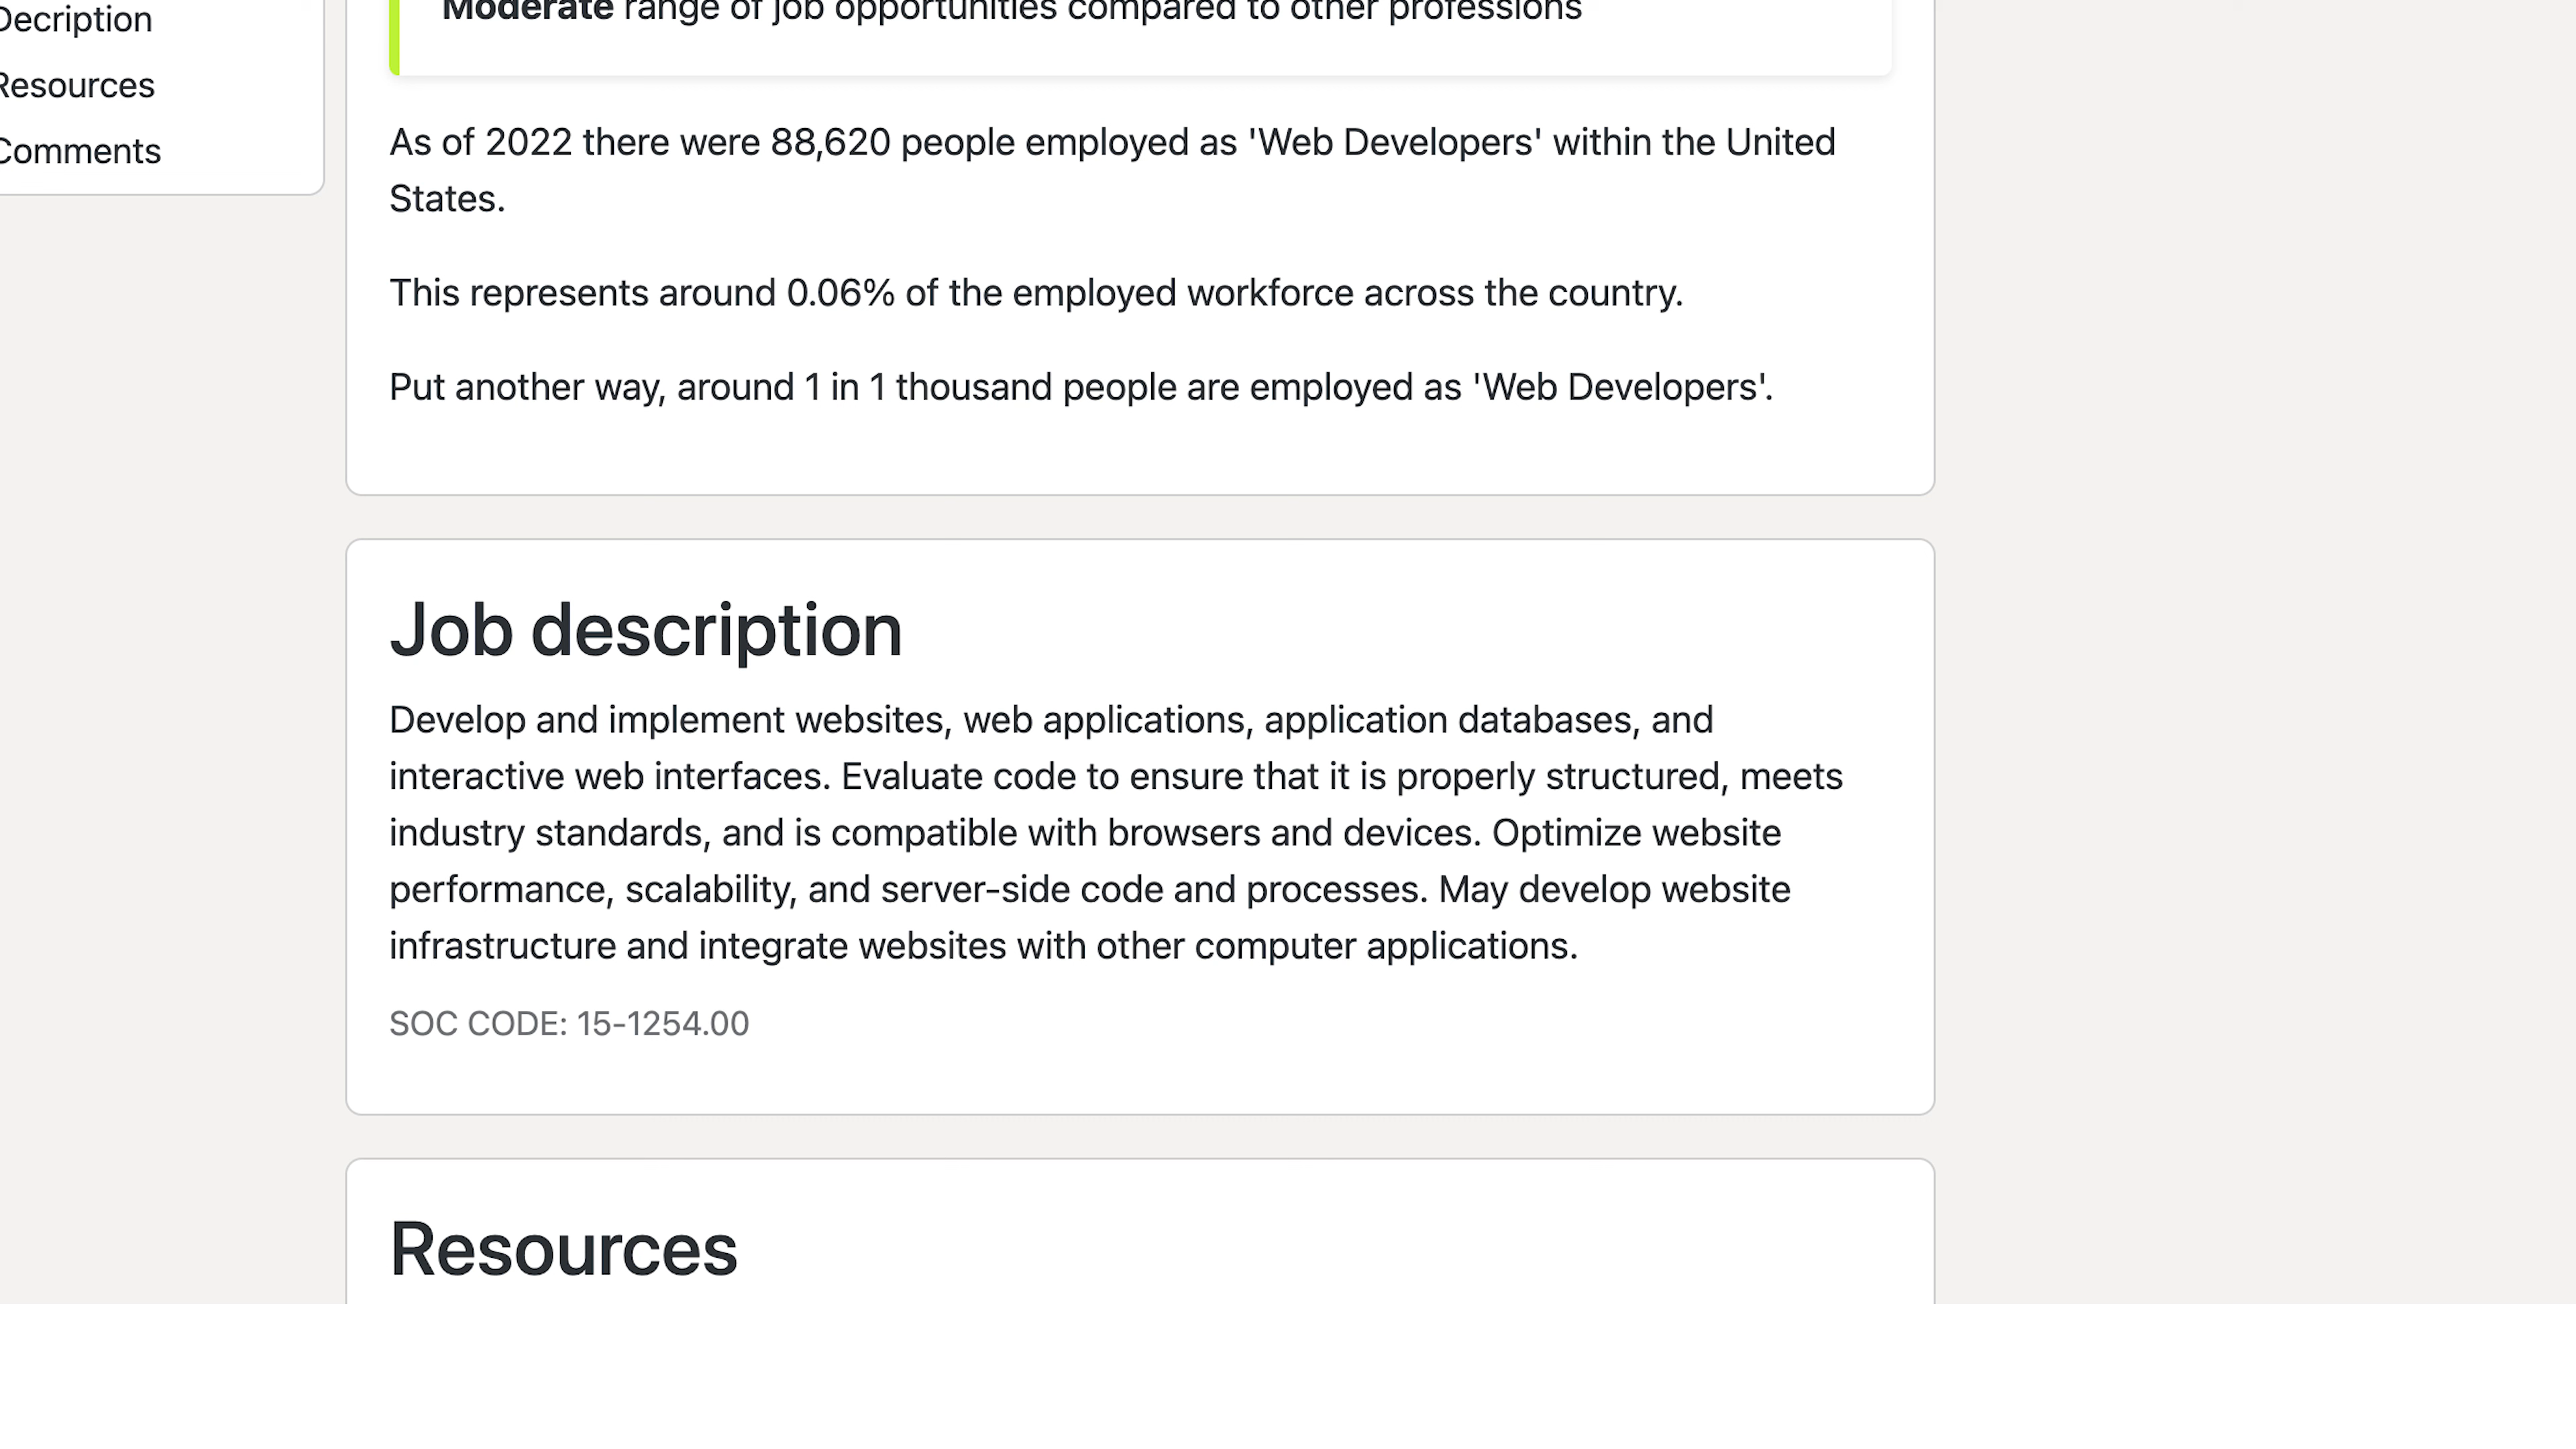 Decription
Resources
Comments
Moderate range of job opportunities compared to other professions
As of 2022 there were 88,620 people employed as 'Web Developers' within the United
States.
This represents around 0.06% of the employed workforce across the country.
Put another way, around 1 in 1 thousand people are employed as 'Web Developers'.
Job description
Develop and implement websites, web applications, application databases, and
interactive web interfaces. Evaluate code to ensure that it is properly structured, meets
industry standards, and is compatible with browsers and devices. Optimize website
performance, scalability, and server-side code and processes. May develop website
infrastructure and integrate websites with other computer applications.
SOC CODE: 15-1254.00
Resources